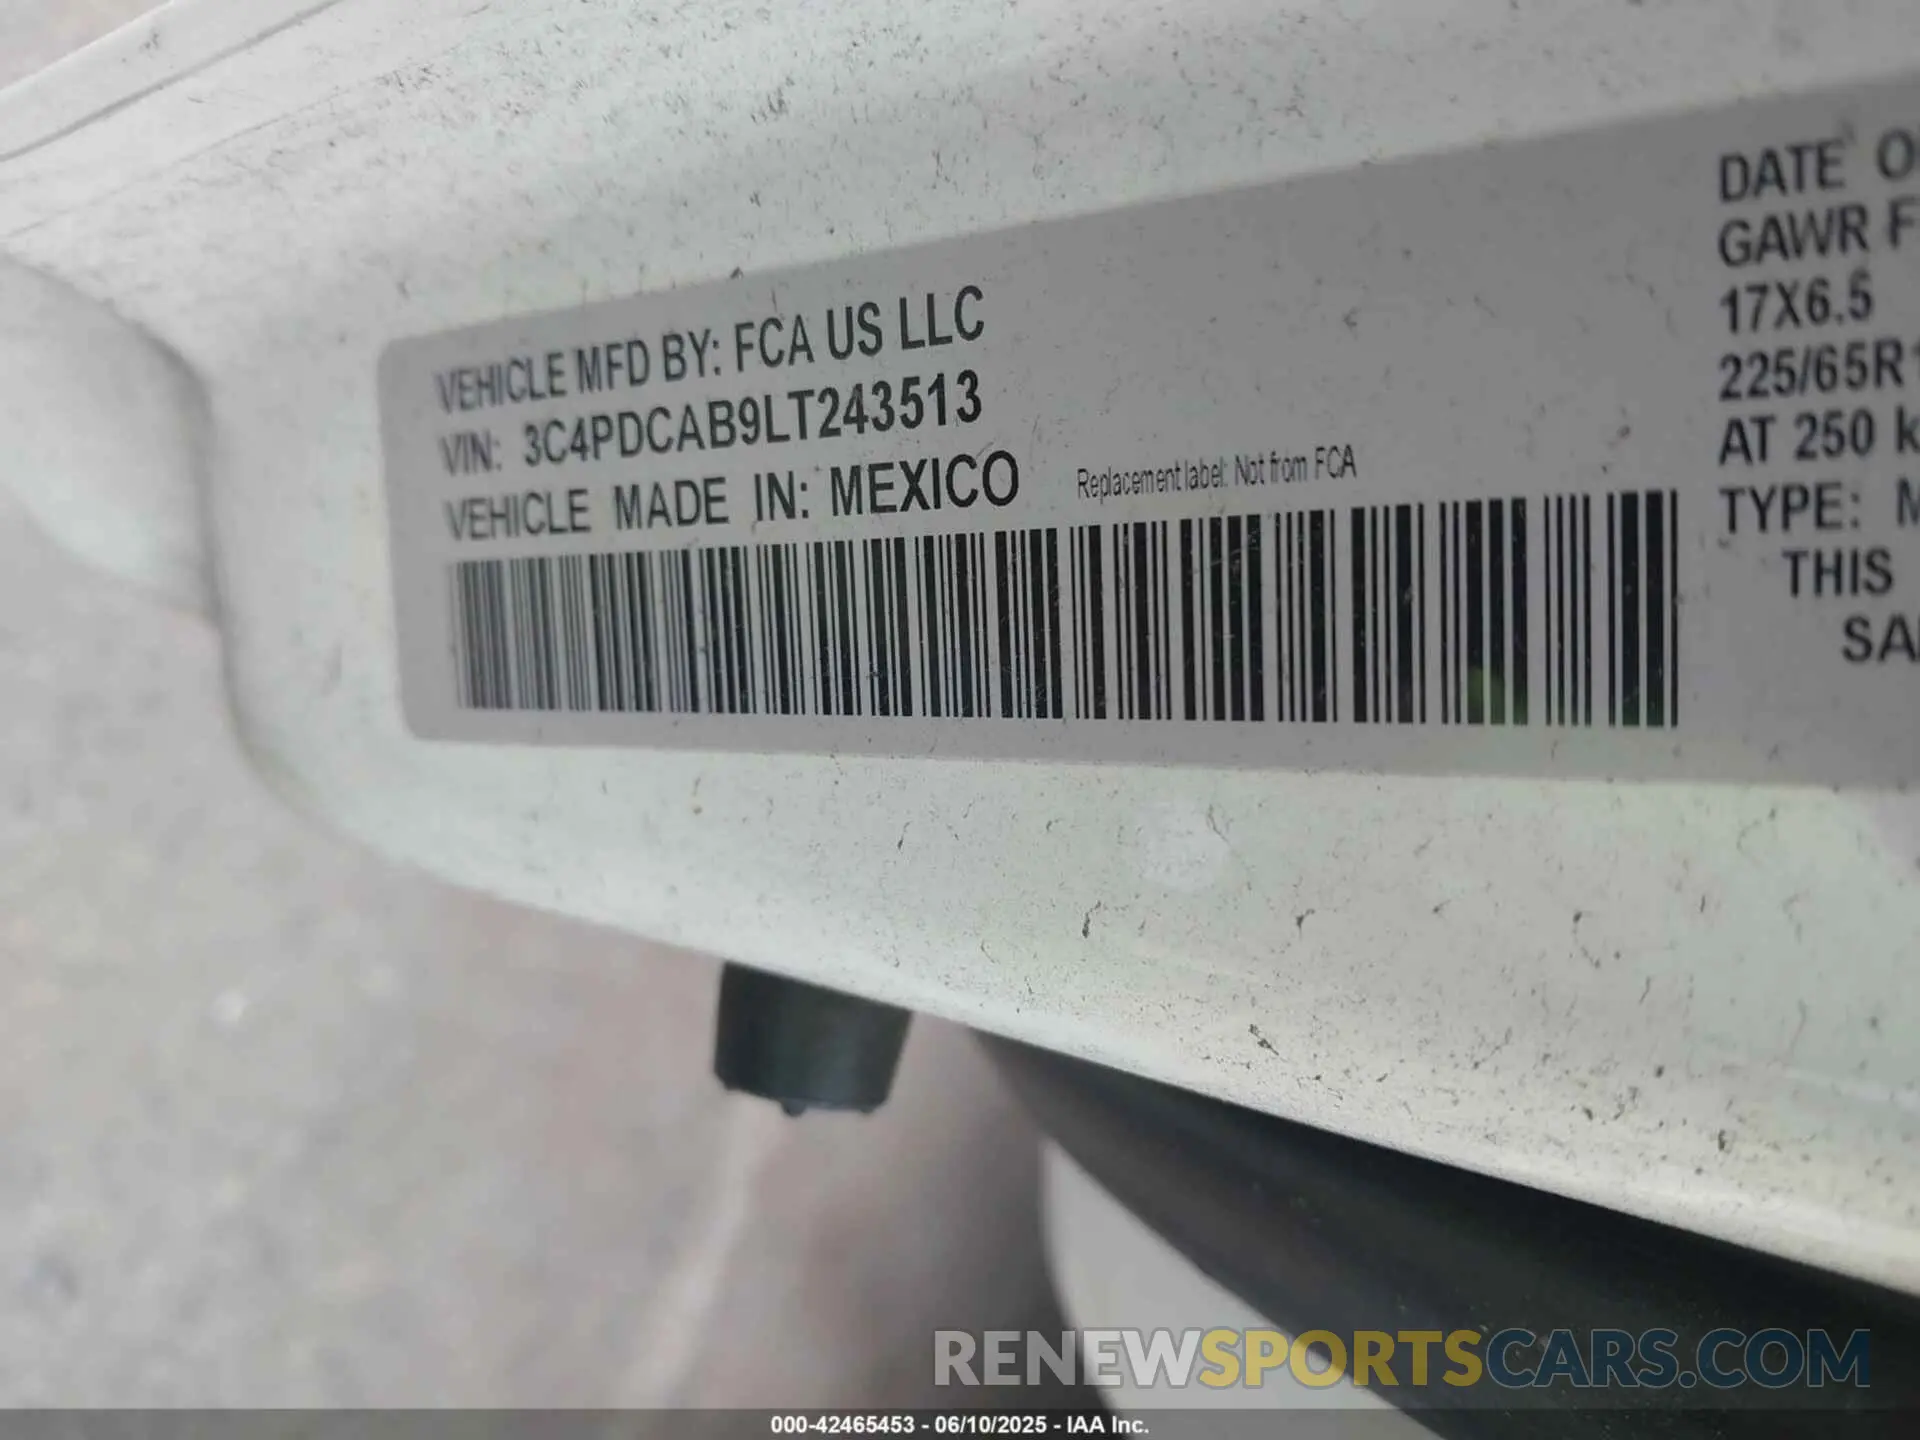 VEHICLE MFD BY: FCA US LLC
VIN: 3C4PDCAB9LT243513
VEHICLE MADE IN: MEXICO
Replacement label: Not from FCA
DATE O
GAWR F
17X6.5
225/65R1
AT 250 k
TYPE: M
THIS
SA
RENEWSPORTSCARS.COM
000-42465453 - 06/10/2025 - IAA Inc.